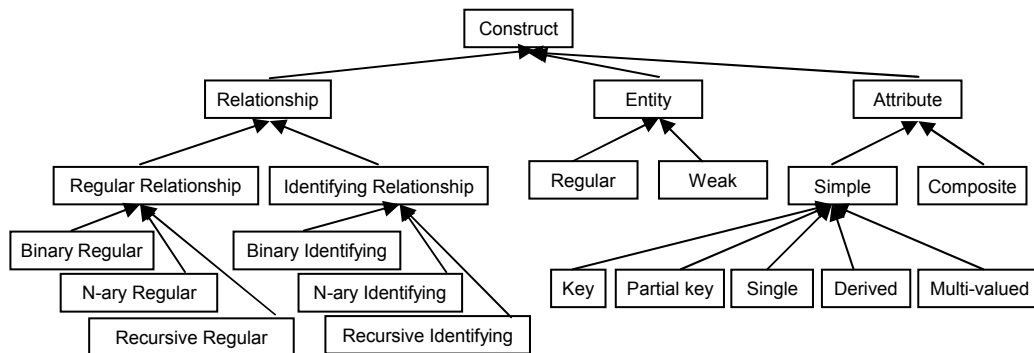 Construct
Relationship
Entity
Attribute
Regular Relationship
Identifying Relationship
Regular
Weak
Simple
Composite
Binary Regular
Binary Identifying
N-ary Regular
N-ary Identifying
Key
Partial key
Single
Derived
Multi-valued
Recursive Regular
Recursive Identifying